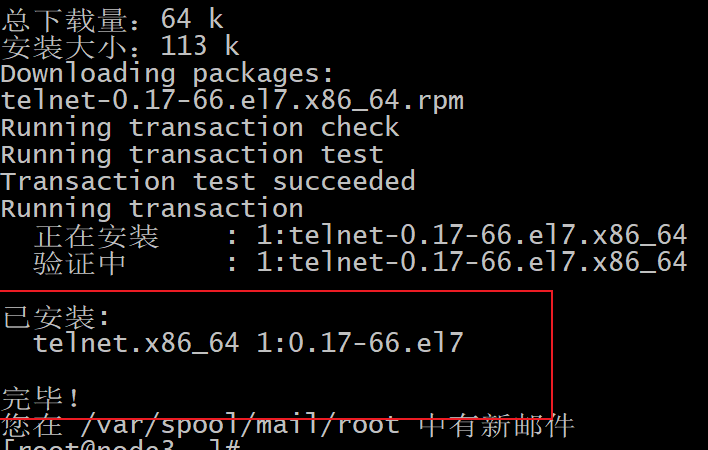 总下载量：64 k
安装大小：113 k
Downloading packages:
telnet-0.17-66.el7.x86_64.rpm
Running transaction check
Running transaction test
Transaction test succeeded
Running transaction
正在安装    : 1:telnet-0.17-66.el7.x86_64
验证中      : 1:telnet-0.17-66.el7.x86_64
已安装:
telnet.x86_64 1:0.17-66.el7
完毕！
您在 /var/spool/mail/root 中有新邮件
[root@node3 ~]#